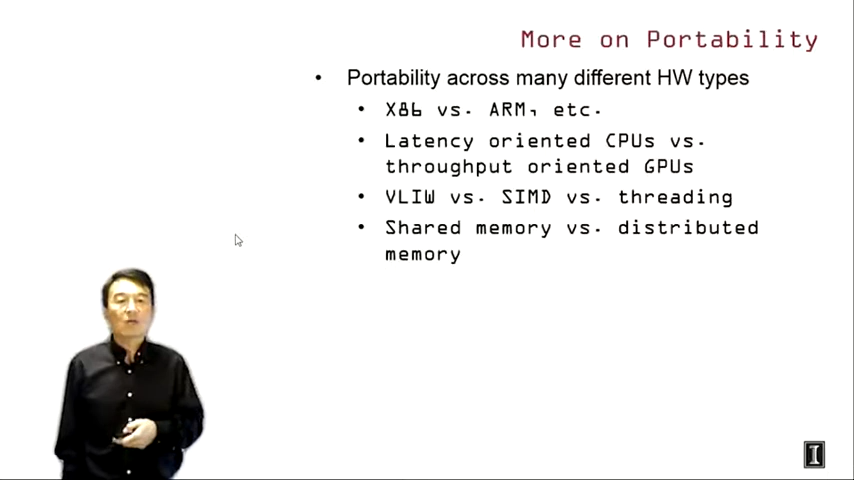 More on Portability
• Portability across many different HW types
• X86 vs. ARM, etc.
• Latency oriented CPUs vs.
throughput oriented GPUs
• VLIW vs. SIMD vs. threading
• Shared memory vs. distributed
memory
I